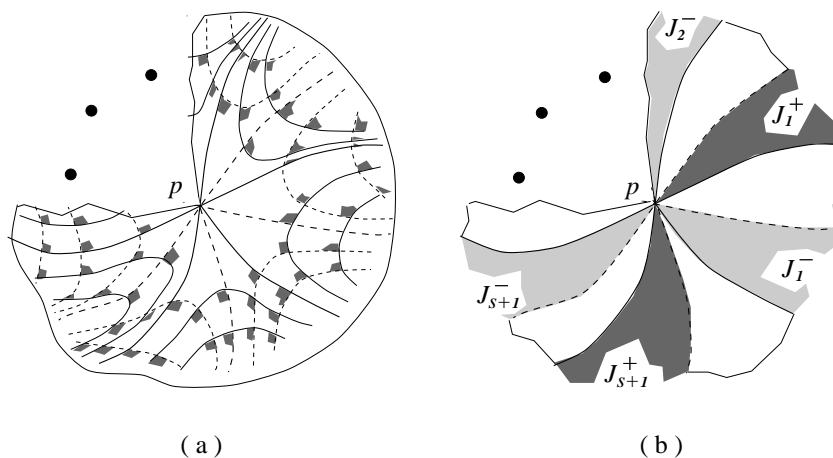 J₂⁻
J₁⁺
p
p
J₁⁻
Jₛ₊₁⁻
Jₛ₊₁⁺
( a )
( b )